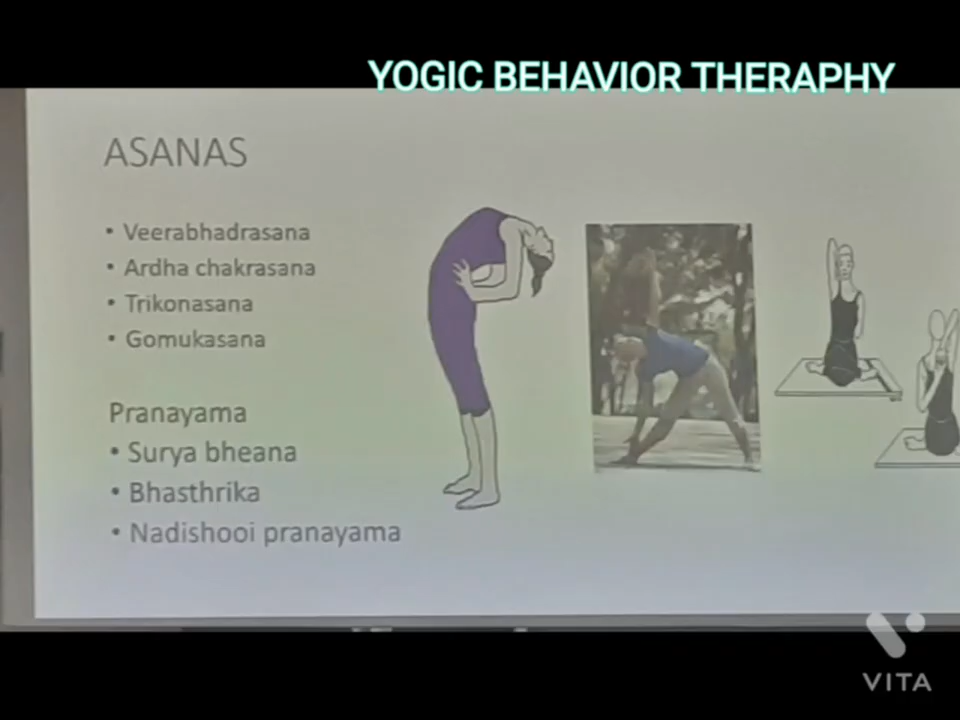 YOGIC BEHAVIOR THERAPHY
ASANAS
• Veerabhadrasana
• Ardha chakrasana
• Trikonasana
• Gomukasana
Pranayama
• Surya bheana
• Bhasthrika
• Nadishooi pranayama
VITA